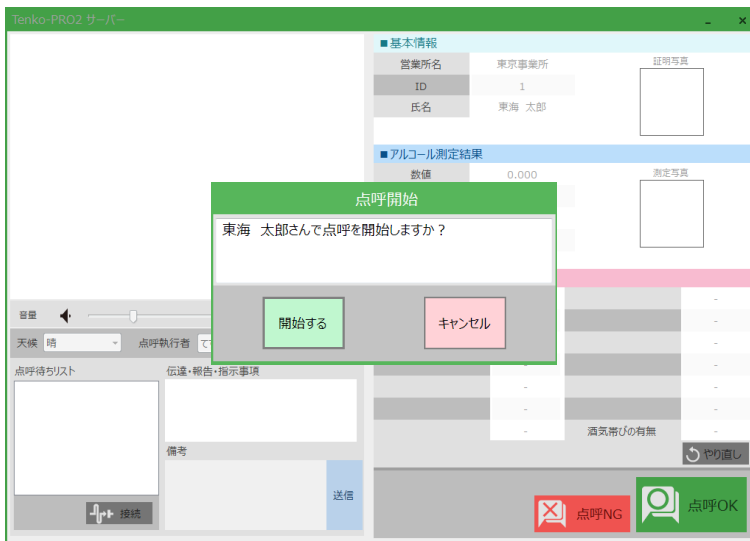 Tenko-PRO2 サーバー
■基本情報
営業所名 東京事業所 証明写真
ID 1
氏名 東海 太郎
■アルコール測定結果
数値 0.000 測定写真
点呼開始
東海 太郎さんで点呼を開始しますか？
開始する キャンセル
音量
天候 晴 点呼執行者
-
-
-
点呼待ちリスト 伝達・報告・指示事項
- -
- -
- -
- 酒気帯びの有無 -
備考
やり直し
送信
接続
点呼NG 点呼OK